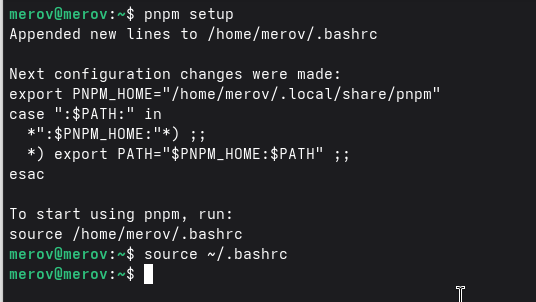 merov@merov:~$ pnpm setup
Appended new lines to /home/merov/.bashrc

Next configuration changes were made:
export PNPM_HOME="/home/merov/.local/share/pnpm"
case ":$PATH:" in
  *":$PNPM_HOME:"*) ;;
  *) export PATH="$PNPM_HOME:$PATH" ;;
esac

To start using pnpm, run:
source /home/merov/.bashrc
merov@merov:~$ source ~/.bashrc
merov@merov:~$